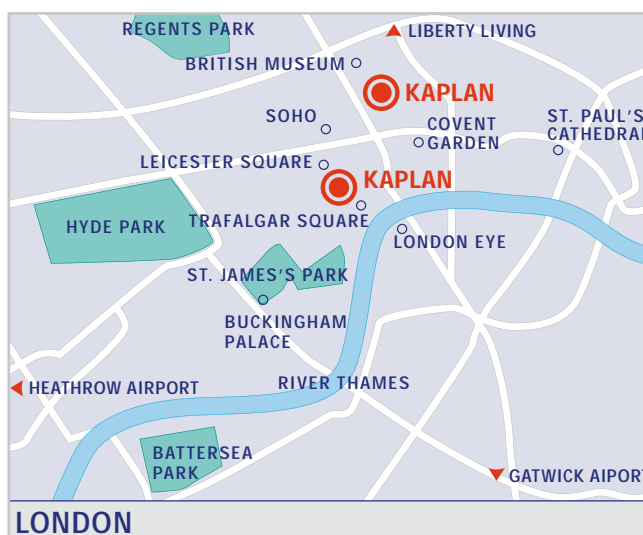 REGENTS PARK
LIBERTY LIVING
BRITISH MUSEUM
KAPLAN
SOHO
COVENT
GARDEN
ST. PAUL'S
CATHEDRAL
LEICESTER SQUARE
KAPLAN
TRAFALGAR SQUARE
HYDE PARK
LONDON EYE
ST. JAMES'S PARK
BUCKINGHAM
PALACE
RIVER THAMES
HEATHROW AIRPORT
BATTERSEA
PARK
GATWICK AIPORT
LONDON